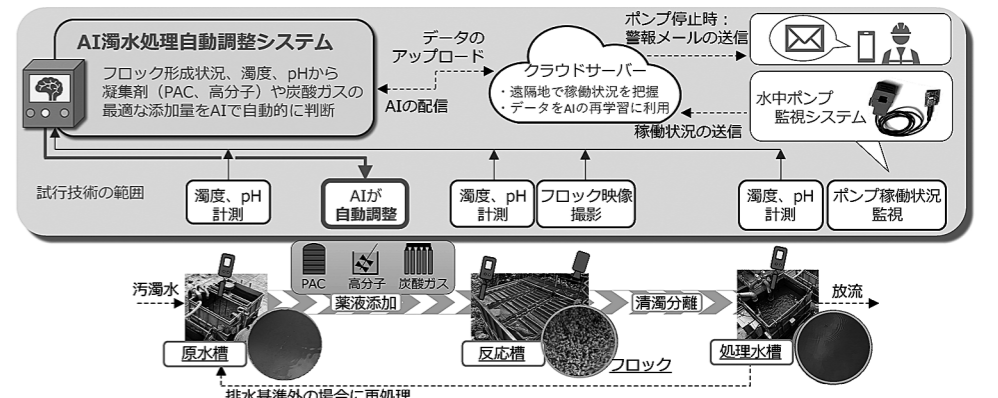 AI濁水処理自動調整システム
フロック形成状況、濁度、pHから
凝集剤（PAC、高分子）や炭酸ガスの
最適な添加量をAIで自動的に判断
データの
アップロード
AIの配信
クラウドサーバー
・遠隔地で稼働状況を把握
・データをAIの再学習に利用
ポンプ停止時：
警報メールの送信
水中ポンプ
監視システム
稼働状況の送信
試行技術の範囲
濁度、pH
計測
AIが
自動調整
濁度、pH
計測
フロック映像
撮影
濁度、pH
計測
ポンプ稼働状況
監視
PAC
高分子
炭酸ガス
汚濁水
薬液添加
清濁分離
放流
原水槽
反応槽
フロック
処理水槽
排水基準外の場合に再処理